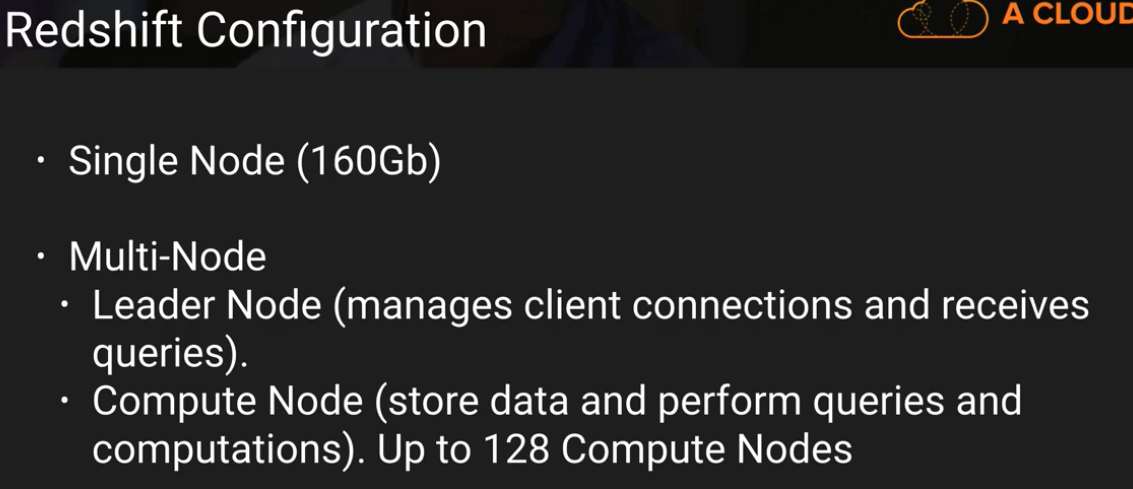 Redshift Configuration
A CLOUD
• Single Node (160Gb)
• Multi-Node
• Leader Node (manages client connections and receives
queries).
• Compute Node (store data and perform queries and
computations). Up to 128 Compute Nodes